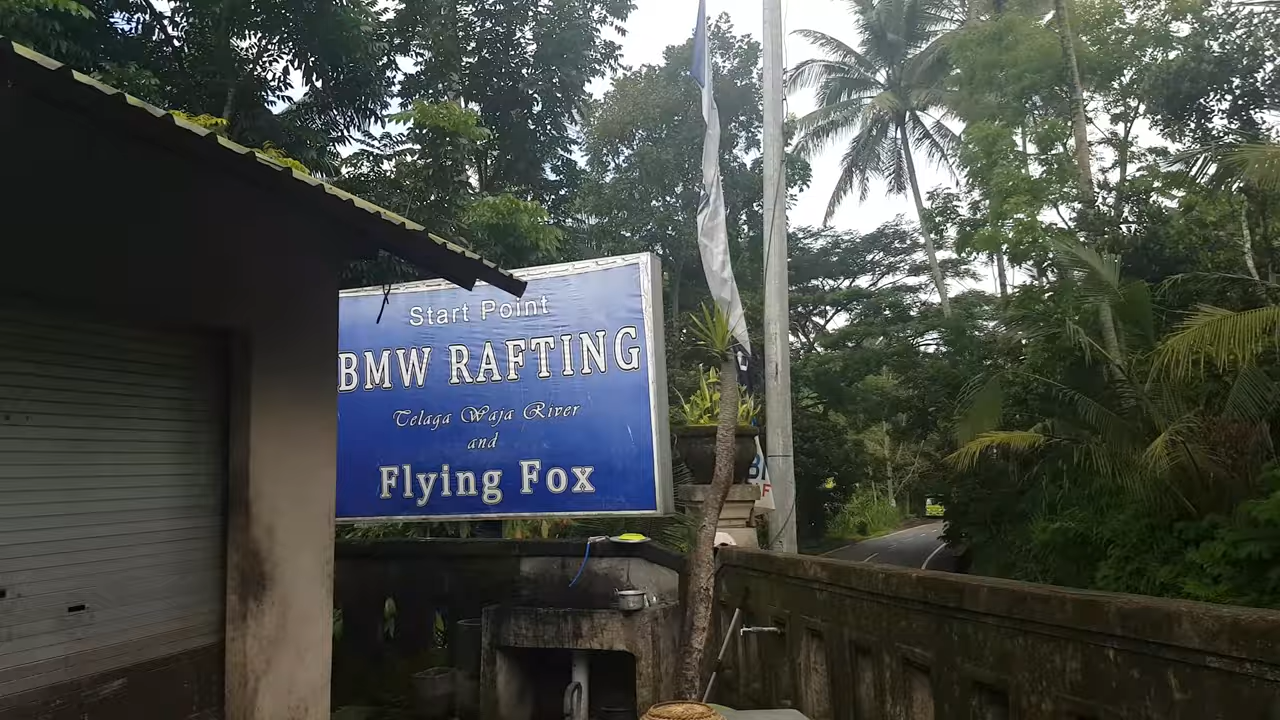 Start Point
BMW RAFTING
Telaga Waja River
and
Flying Fox